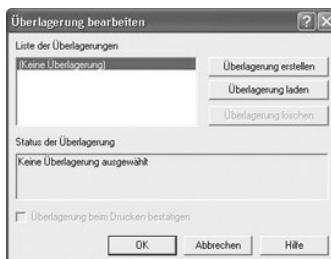 Überlagerung bearbeiten
Liste der Überlagerungen
(Keine Überlagerung)
Überlagerung erstellen
Überlagerung laden
Überlagerung löschen
Status der Überlagerung
Keine Überlagerung ausgewählt
Überlagerung beim Drucken bestätigen
OK Abbrechen Hilfe